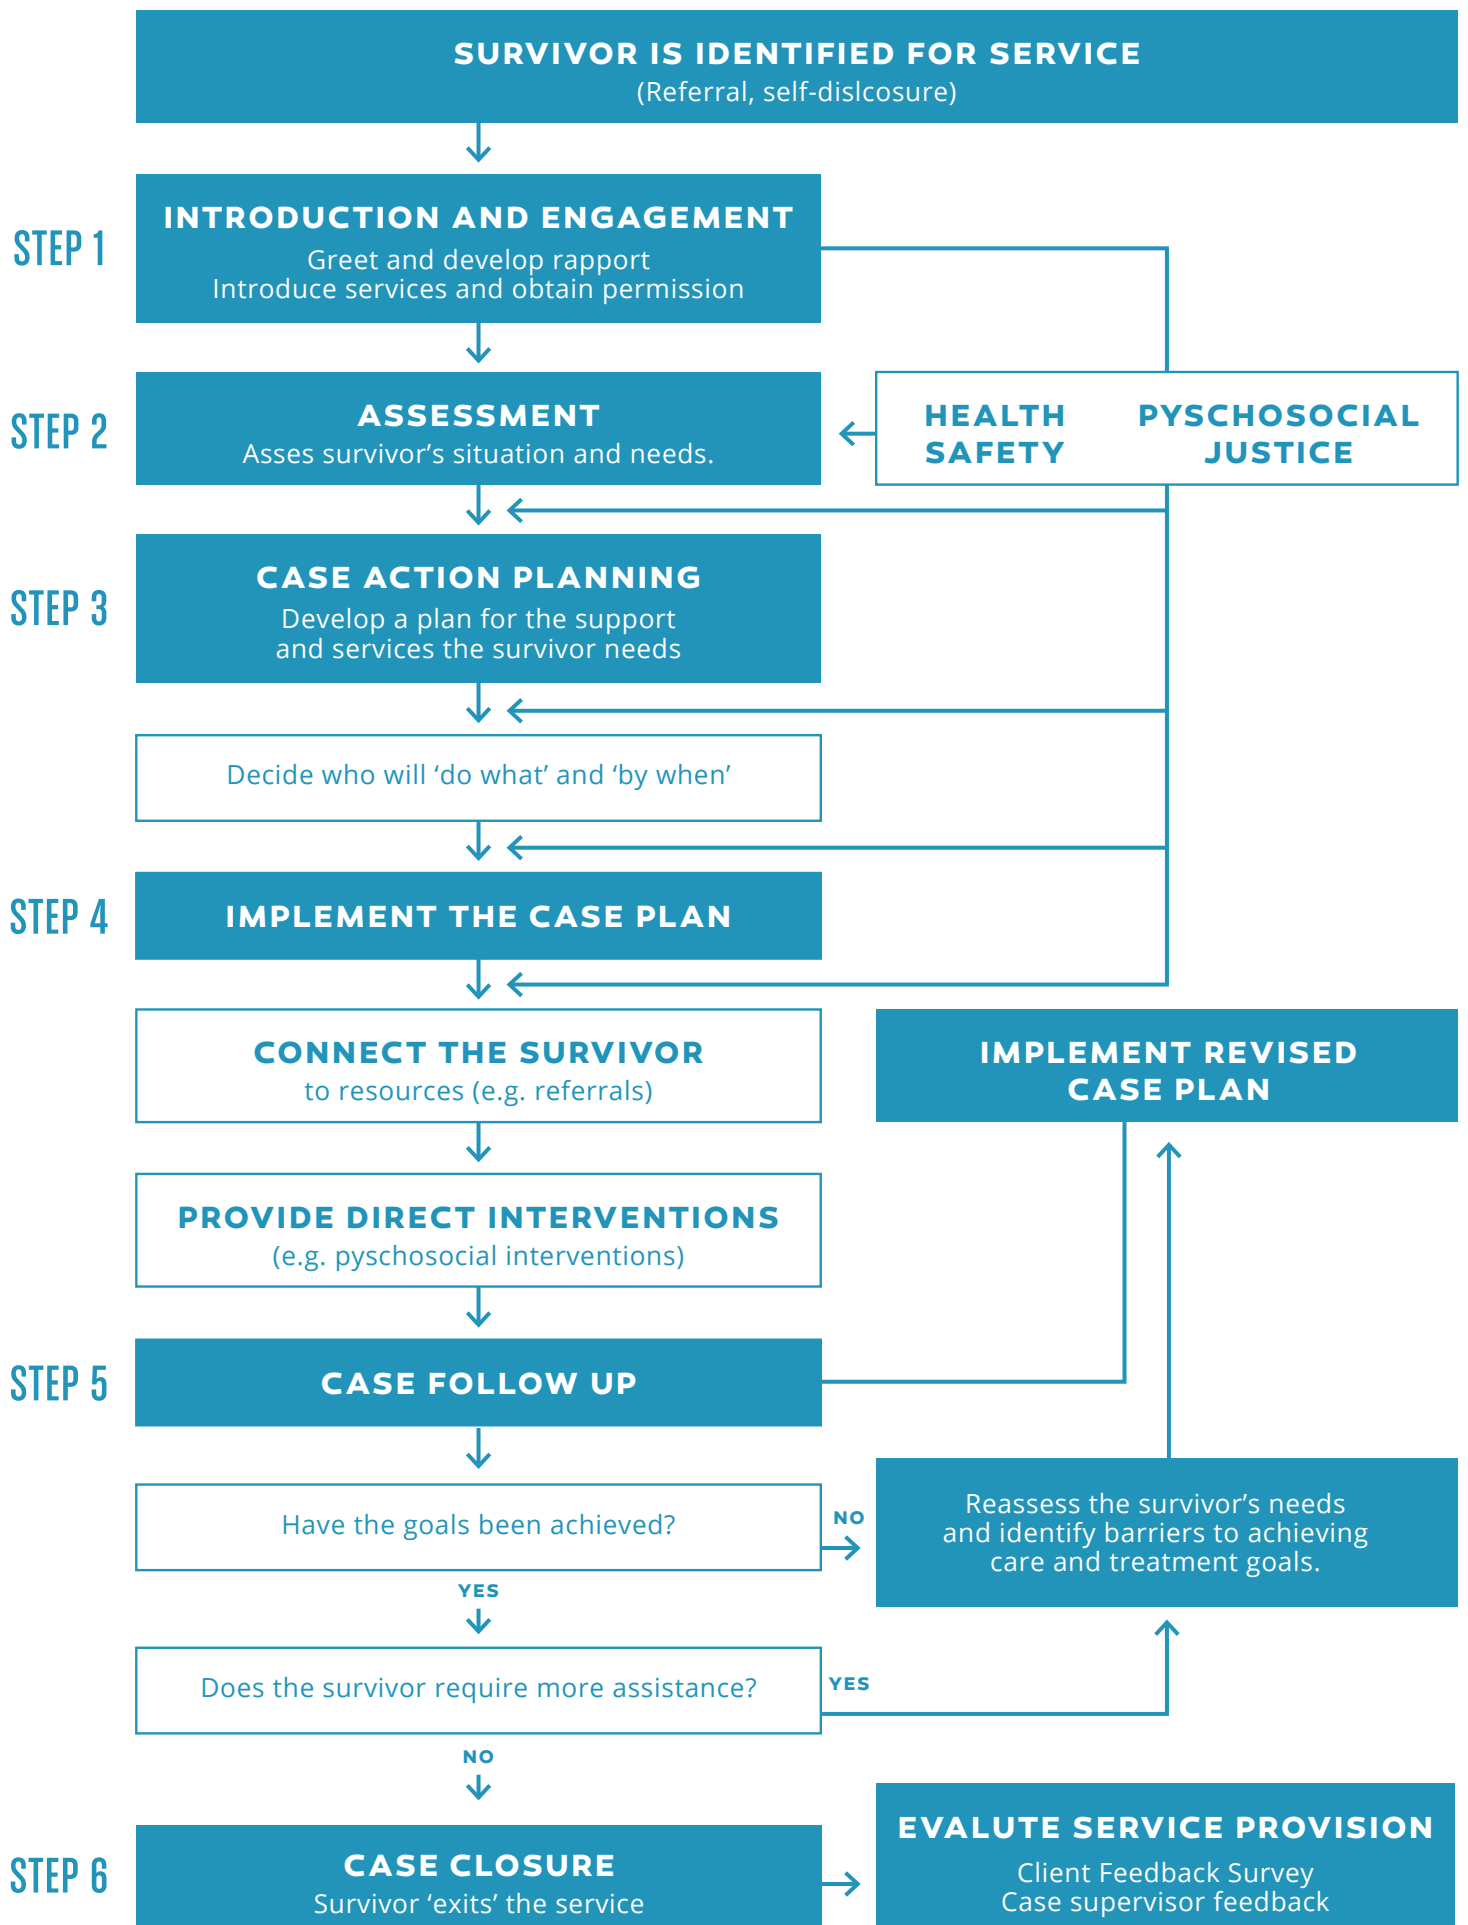 SURVIVOR IS IDENTIFIED FOR SERVICE
(Referral, self-dislcosure)
STEP 1
INTRODUCTION AND ENGAGEMENT
Greet and develop rapport
Introduce services and obtain permission
STEP 2
ASSESSMENT
Asses survivor’s situation and needs.
HEALTH PYSCHOSOCIAL
SAFETY JUSTICE
STEP 3
CASE ACTION PLANNING
Develop a plan for the support
and services the survivor needs
Decide who will ‘do what’ and ‘by when’
STEP 4
IMPLEMENT THE CASE PLAN
CONNECT THE SURVIVOR
to resources (e.g. referrals)
IMPLEMENT REVISED
CASE PLAN
PROVIDE DIRECT INTERVENTIONS
(e.g. pyschosocial interventions)
STEP 5
CASE FOLLOW UP
Have the goals been achieved?
NO
Reassess the survivor’s needs
and identify barriers to achieving
care and treatment goals.
YES
Does the survivor require more assistance?
YES
NO
STEP 6
CASE CLOSURE
Survivor ‘exits’ the service
EVALUTE SERVICE PROVISION
Client Feedback Survey
Case supervisor feedback